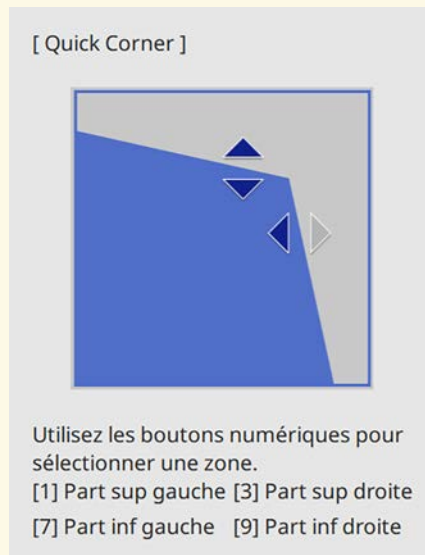 [ Quick Corner ]
Utilisez les boutons numériques pour
sélectionner une zone.
[1] Part sup gauche [3] Part sup droite
[7] Part inf gauche [9] Part inf droite